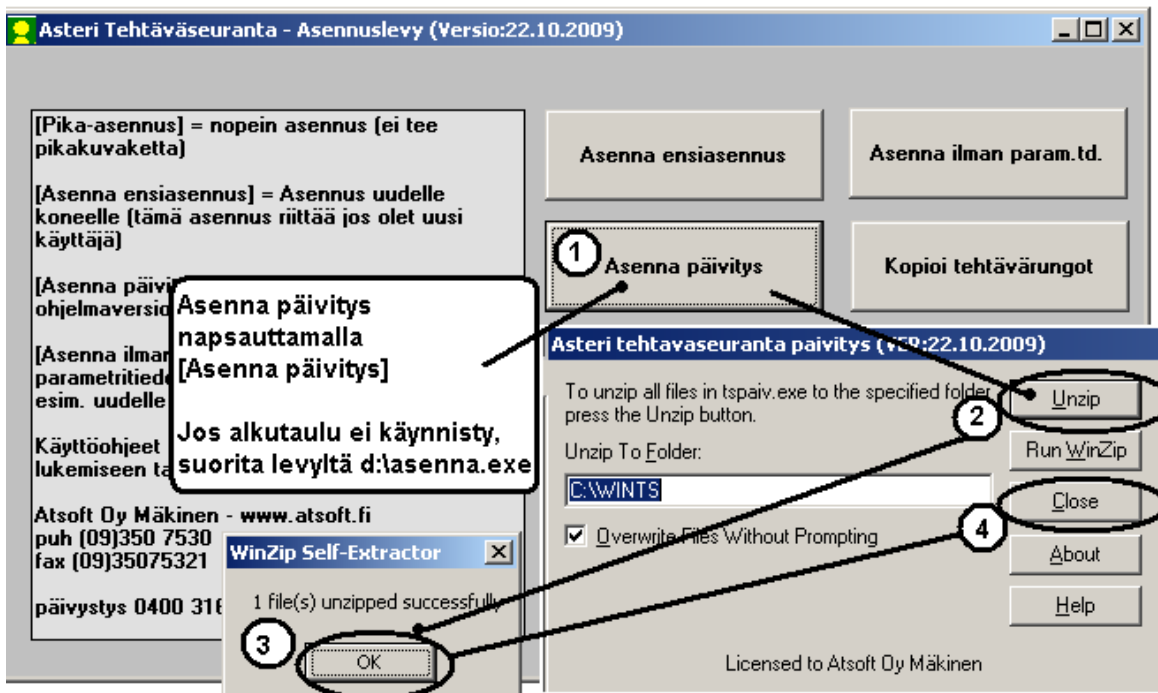 Asteri Tehtäväseuranta - Asennuslevy (Versio:22.10.2009)
[Pika-asennus] = nopein asennus (ei tee
pikakuvaketta)
[Asenna ensiasennus] = Asennus uudelle
koneelle (tämä asennus riittää jos olet uusi
käyttäjä)
[Asenna
ohjelmaversio
[Asenna
esim. uudelle
Käyttöohjeet
lukemiseen
Atsoft Oy Mäkinen - www.atsoft.fi
puh (09)350 7530
fax (09)35075321
päivystys 0400
Asenna ensiasennus
Asenna ilman param.td.
1
Asenna päivitys
Kopioi tehtävärungot
Asenna päivitys
napsauttamalla
[Asenna päivitys]
Jos alkutaulu ei käynnisty,
suorita levyltä d:\asenna.exe
Asteri tehtavaseuranta paivitys (VER:22.10.2009)
To unzip all files in tspaiv.exe to the specified folder
press the Unzip button.
2
Unzip
Unzip To Folder:
Run WinZip
C:\WINTS
Close
4
Overwrite Files Without Prompting
About
Help
Licensed to Atsoft Oy Mäkinen
WinZip Self-Extractor
1 file(s) unzipped successfully
3
OK